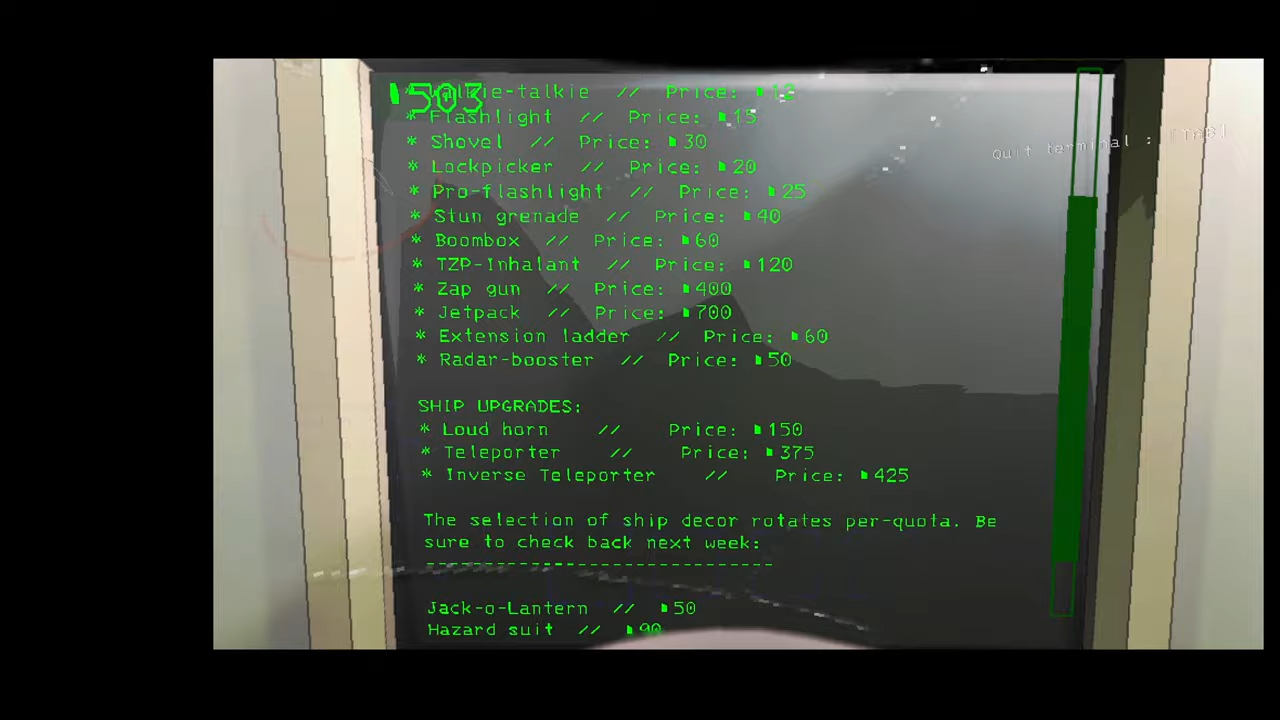 503
* Walkie-talkie // Price: ▮12
* Flashlight // Price: ▮15
* Shovel // Price: ▮30
* Lockpicker // Price: ▮20
Quit terminal : [TAB]
* Pro-flashlight // Price: ▮25
* Stun grenade // Price: ▮40
* Boombox // Price: ▮60
* TZP-Inhalant // Price: ▮120
* Zap gun // Price: ▮400
* Jetpack // Price: ▮700
* Extension ladder // Price: ▮60
* Radar-booster // Price: ▮50
SHIP UPGRADES:
* Loud horn // Price: ▮150
* Teleporter // Price: ▮375
* Inverse Teleporter // Price: ▮425
The selection of ship decor rotates per-quota. Be
sure to check back next week:
------------------------------
Jack-o-Lantern // ▮50
Hazard suit // ▮90